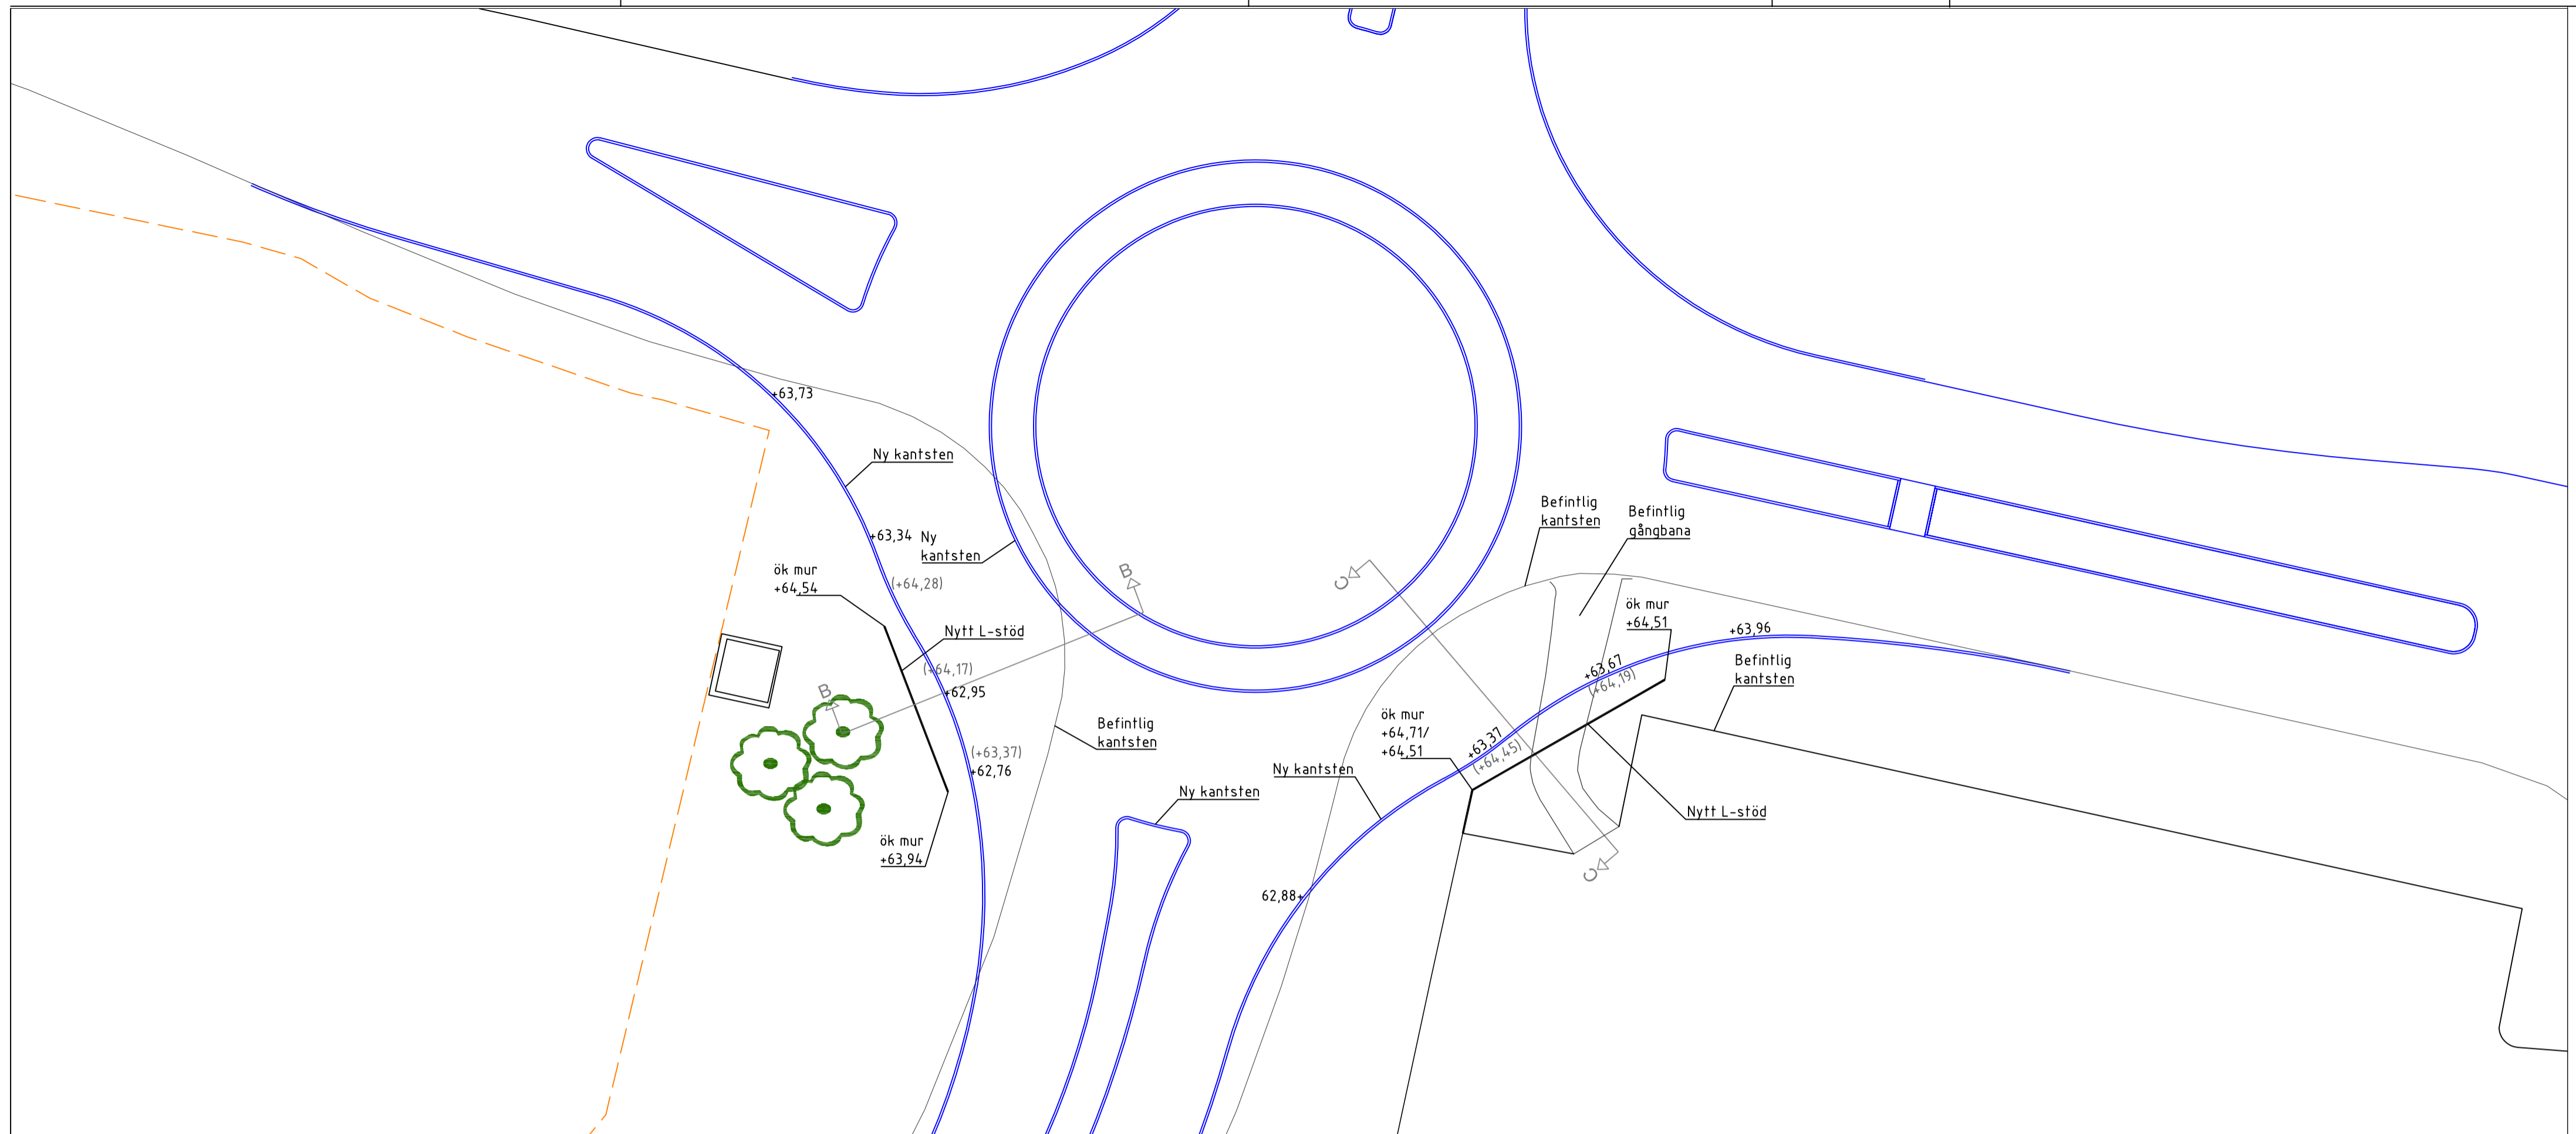 +63,73
Ny kantsten
+63,34
Ny
kantsten
(+64,28)
ök mur
+64,54
Nytt L-stöd
(+64,17)
+62,95
B
B
(+63,37)
+62,76
Befintlig
kantsten
ök mur
+63,94
Ny kantsten
Ny kantsten
62,88+
C
Befintlig
kantsten
Befintlig
gångbana
ök mur
+64,51
+63,96
+63,67
(+64,19)
Befintlig
kantsten
ök mur
+64,71/
+64,51
+63,37
(+64,45)
Nytt L-stöd
C